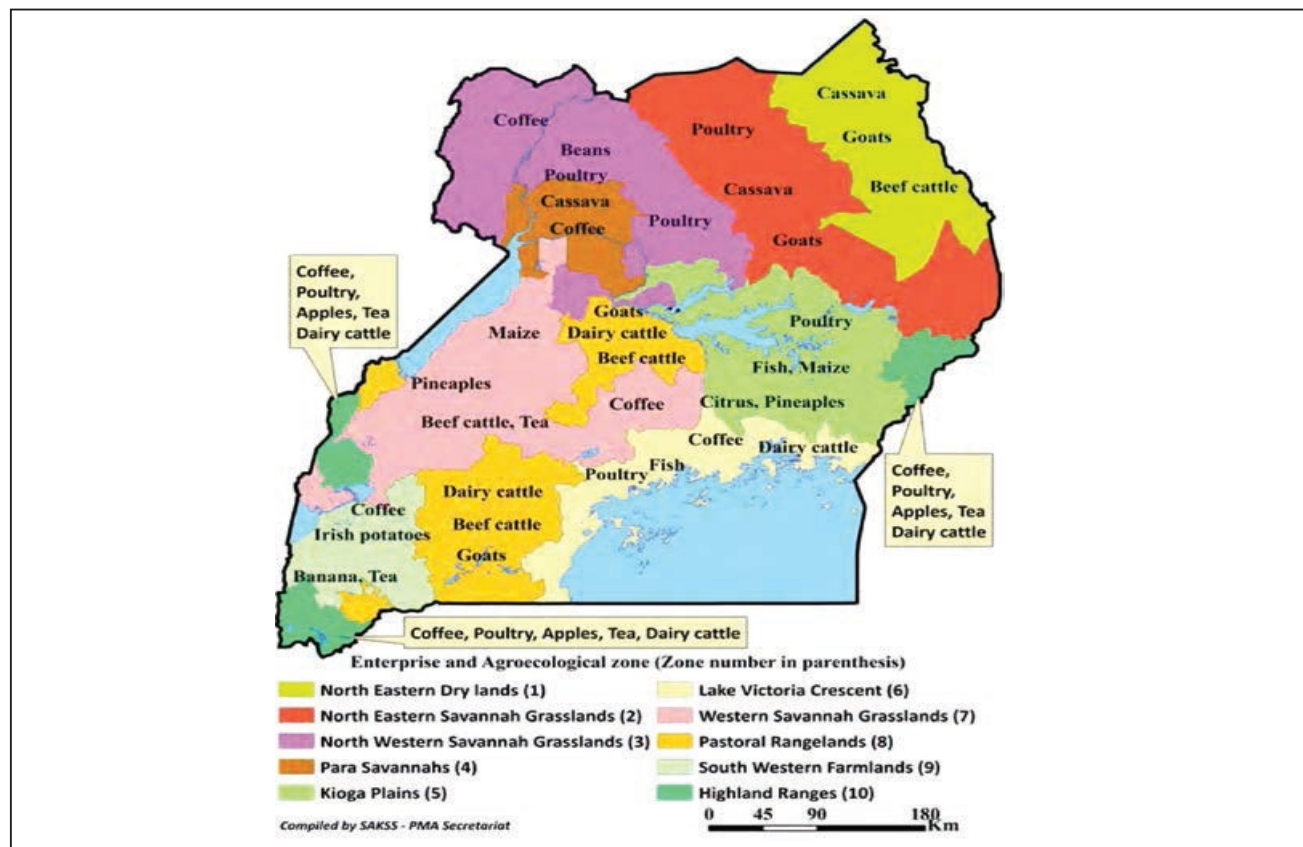 Cassava
Coffee
Poultry
Goats
Beans
Beef cattle
Poultry
Cassava
Cassava
Poultry
Coffee
Goats
Coffee,
Poultry,
Apples, Tea
Dairy cattle
Goats
Maize
Dairy cattle
Poultry
Beef cattle
Fish, Maize
Pineaples
Coffee
Citrus, Pineaples
Beef cattle, Tea
Coffee
Dairy cattle
Poultry
Fish
Coffee,
Poultry,
Apples, Tea
Dairy cattle
Dairy cattle
Coffee
Beef cattle
Irish potatoes
Goats
Banana, Tea
Coffee, Poultry, Apples, Tea, Dairy cattle
Enterprise and Agroecological zone (Zone number in parenthesis)
North Eastern Dry lands (1)
North Eastern Savannah Grasslands (2)
North Western Savannah Grasslands (3)
Para Savannahs (4)
Kioga Plains (5)
Lake Victoria Crescent (6)
Western Savannah Grasslands (7)
Pastoral Rangelands (8)
South Western Farmlands (9)
Highland Ranges (10)
Compiled by SAKSS - PMA Secretariat
0 45 90 180
Km